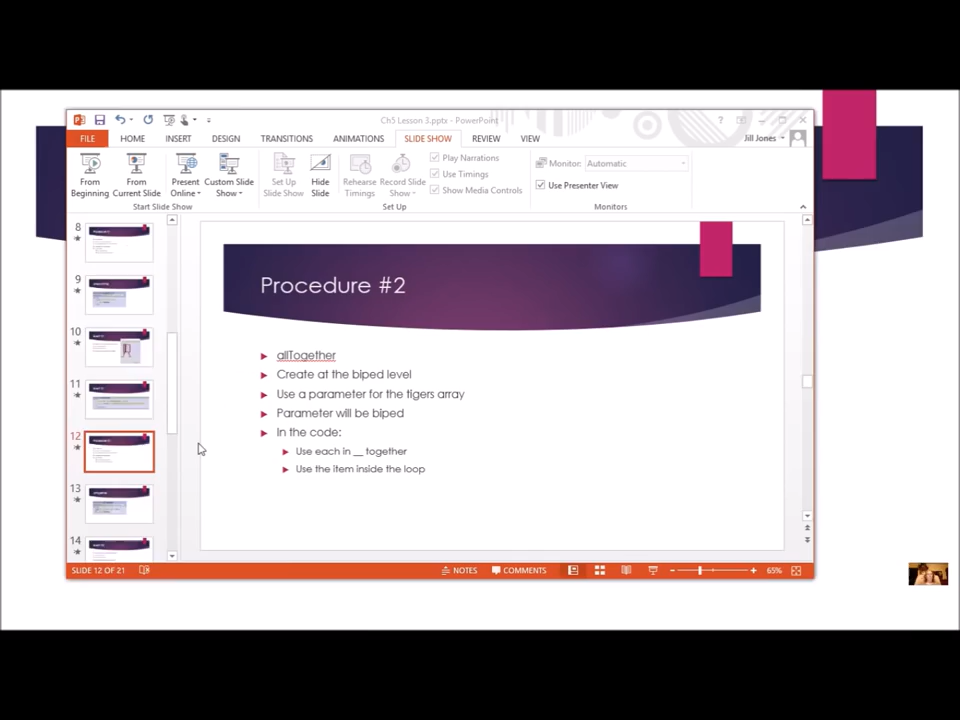 Ch5 Lesson 3.pptx - PowerPoint
FILE HOME INSERT DESIGN TRANSITIONS ANIMATIONS SLIDE SHOW REVIEW VIEW Jill Jones
From Beginning
From Current Slide
Present Online
Custom Slide Show
Start Slide Show
Set Up Slide Show
Hide Slide
Rehearse Timings
Record Slide Show
Play Narrations
Use Timings
Show Media Controls
Set Up
Monitor: Automatic
Use Presenter View
Monitors
8
9
10
11
12
13
14
Procedure #2
allTogether
Create at the biped level
Use a parameter for the tigers array
Parameter will be biped
In the code:
Use each in __ together
Use the item inside the loop
SLIDE 12 OF 21 NOTES COMMENTS 65%